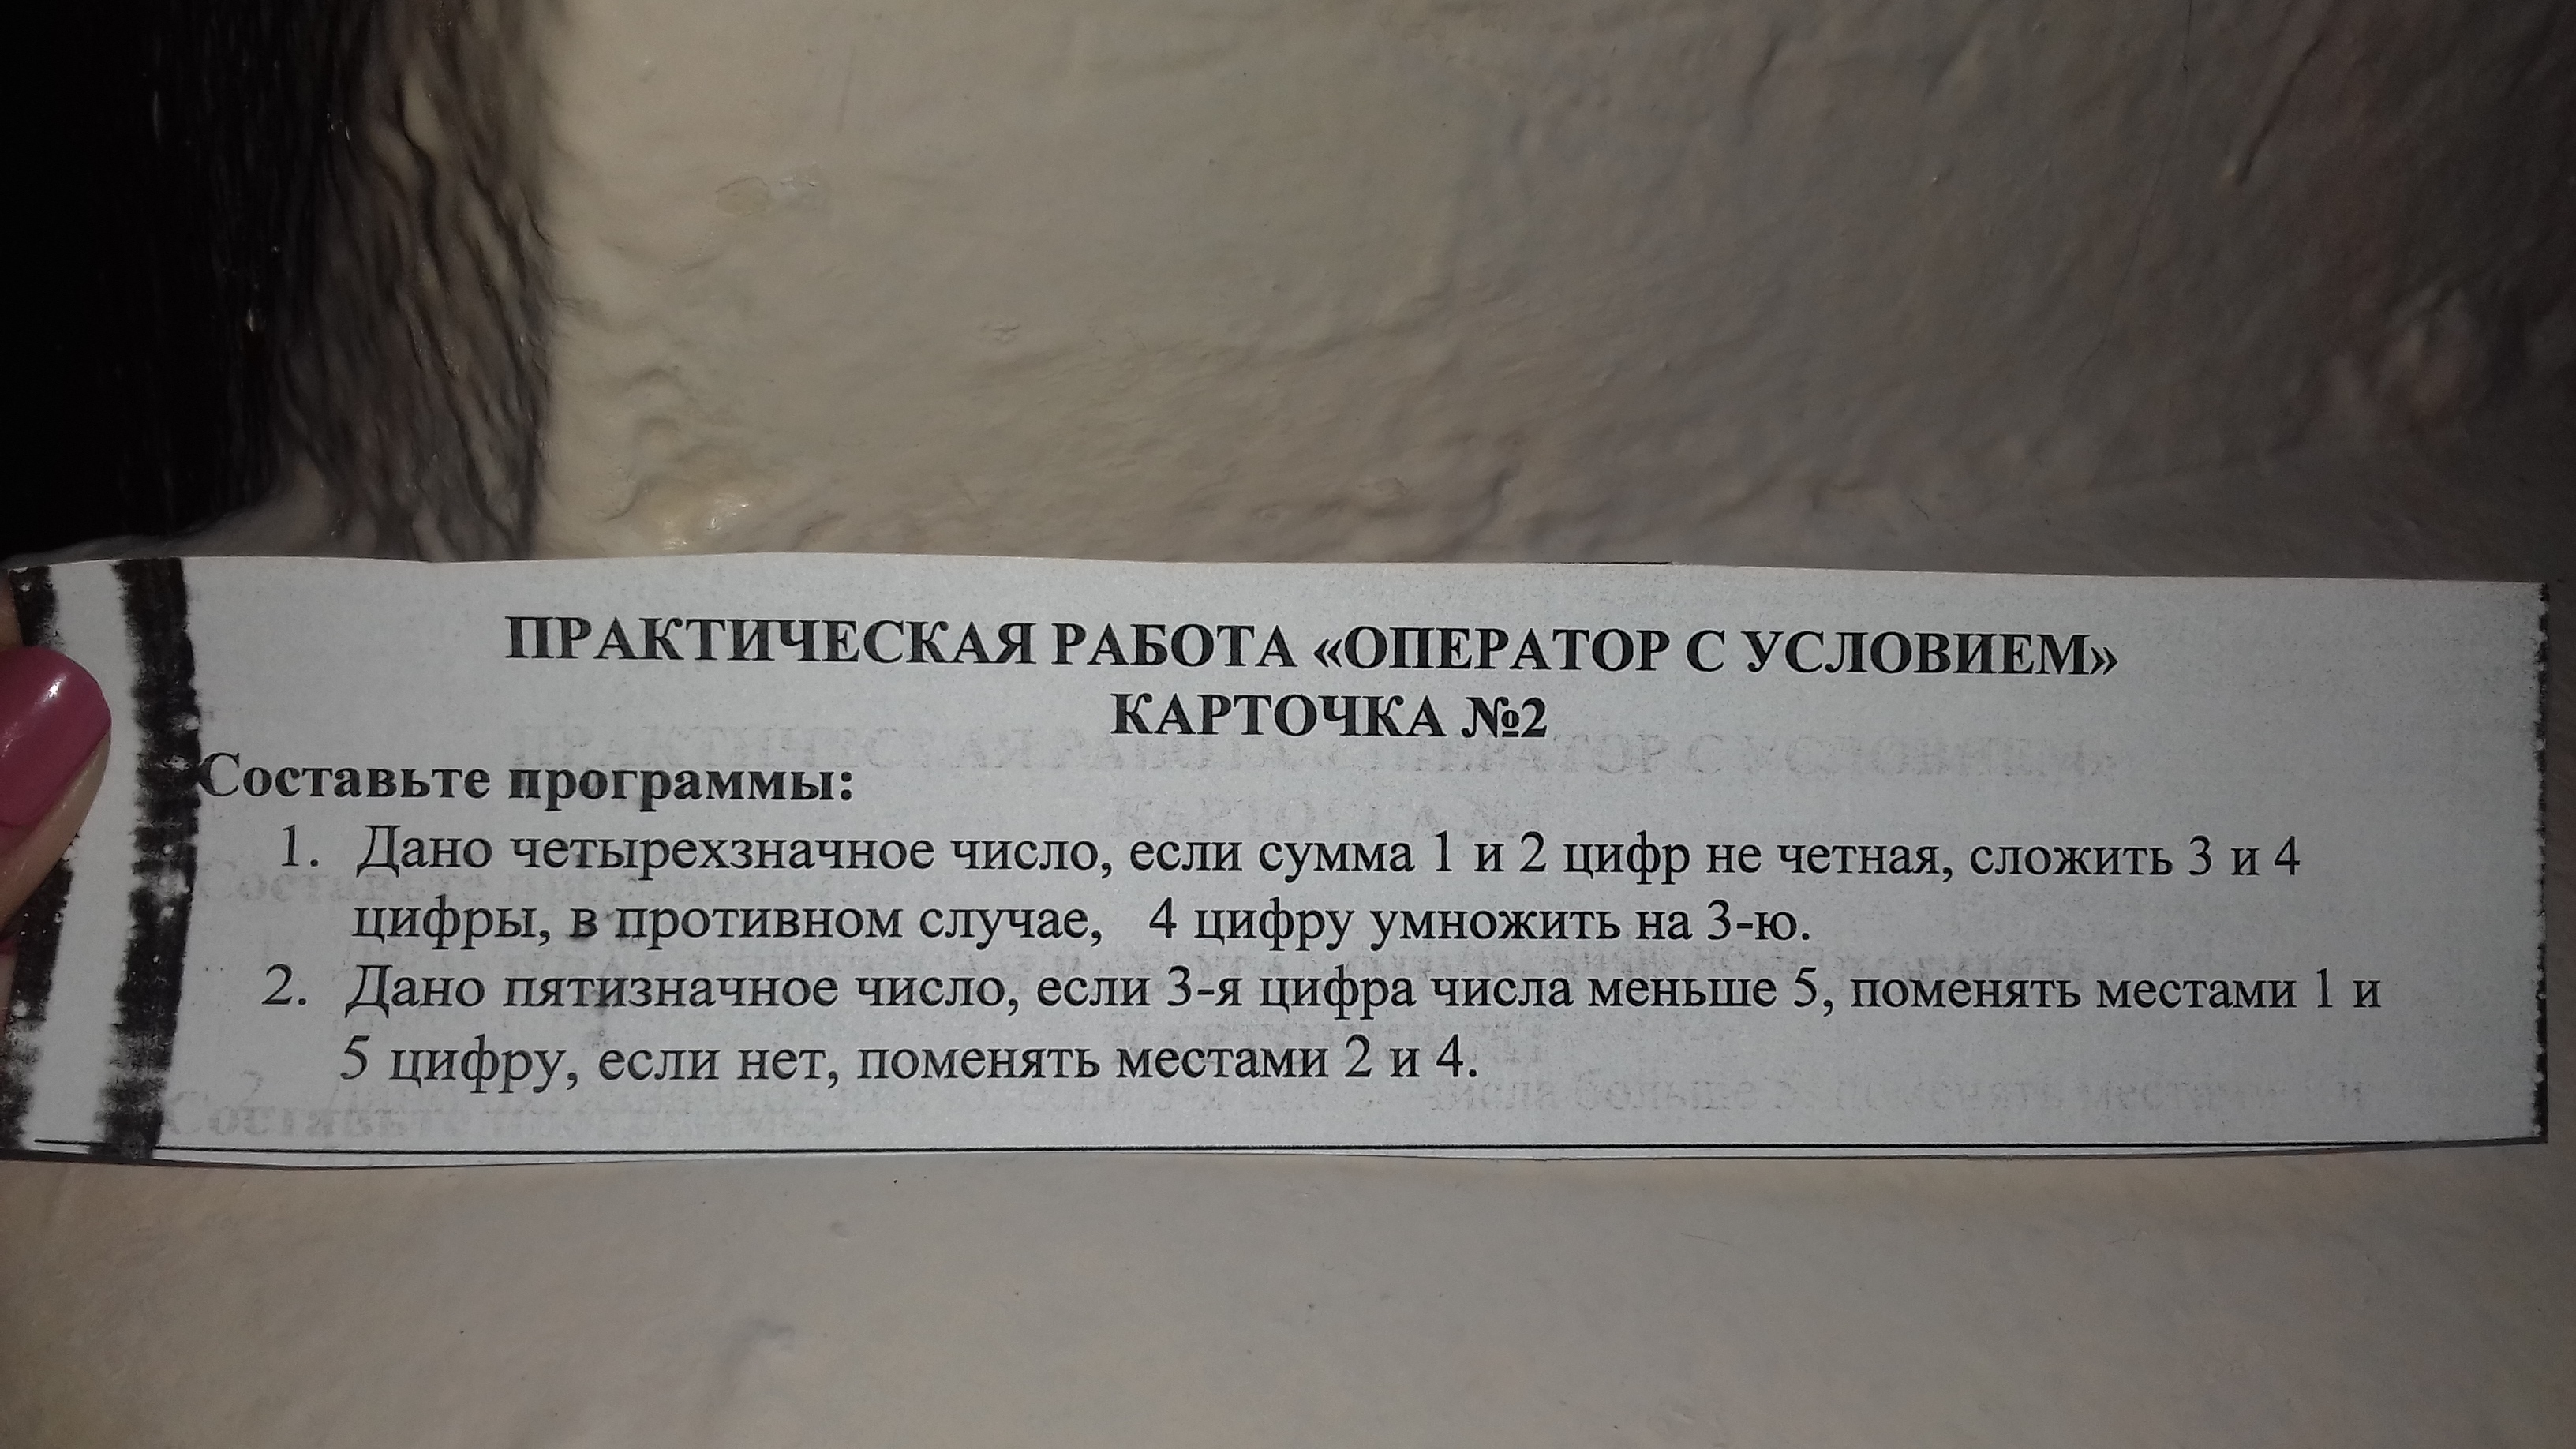 ПРАКТИЧЕСКАЯ РАБОТА «ОПЕРАТОР С УСЛОВИЕМ»
КАРТОЧКА №2
Составьте программы:
1. Дано четырехзначное число, если сумма 1 и 2 цифр не четная, сложить 3 и 4
цифры, в противном случае, 4 цифру умножить на 3-ю.
2. Дано пятизначное число, если 3-я цифра числа меньше 5, поменять местами 1 и
5 цифру, если нет, поменять местами 2 и 4.